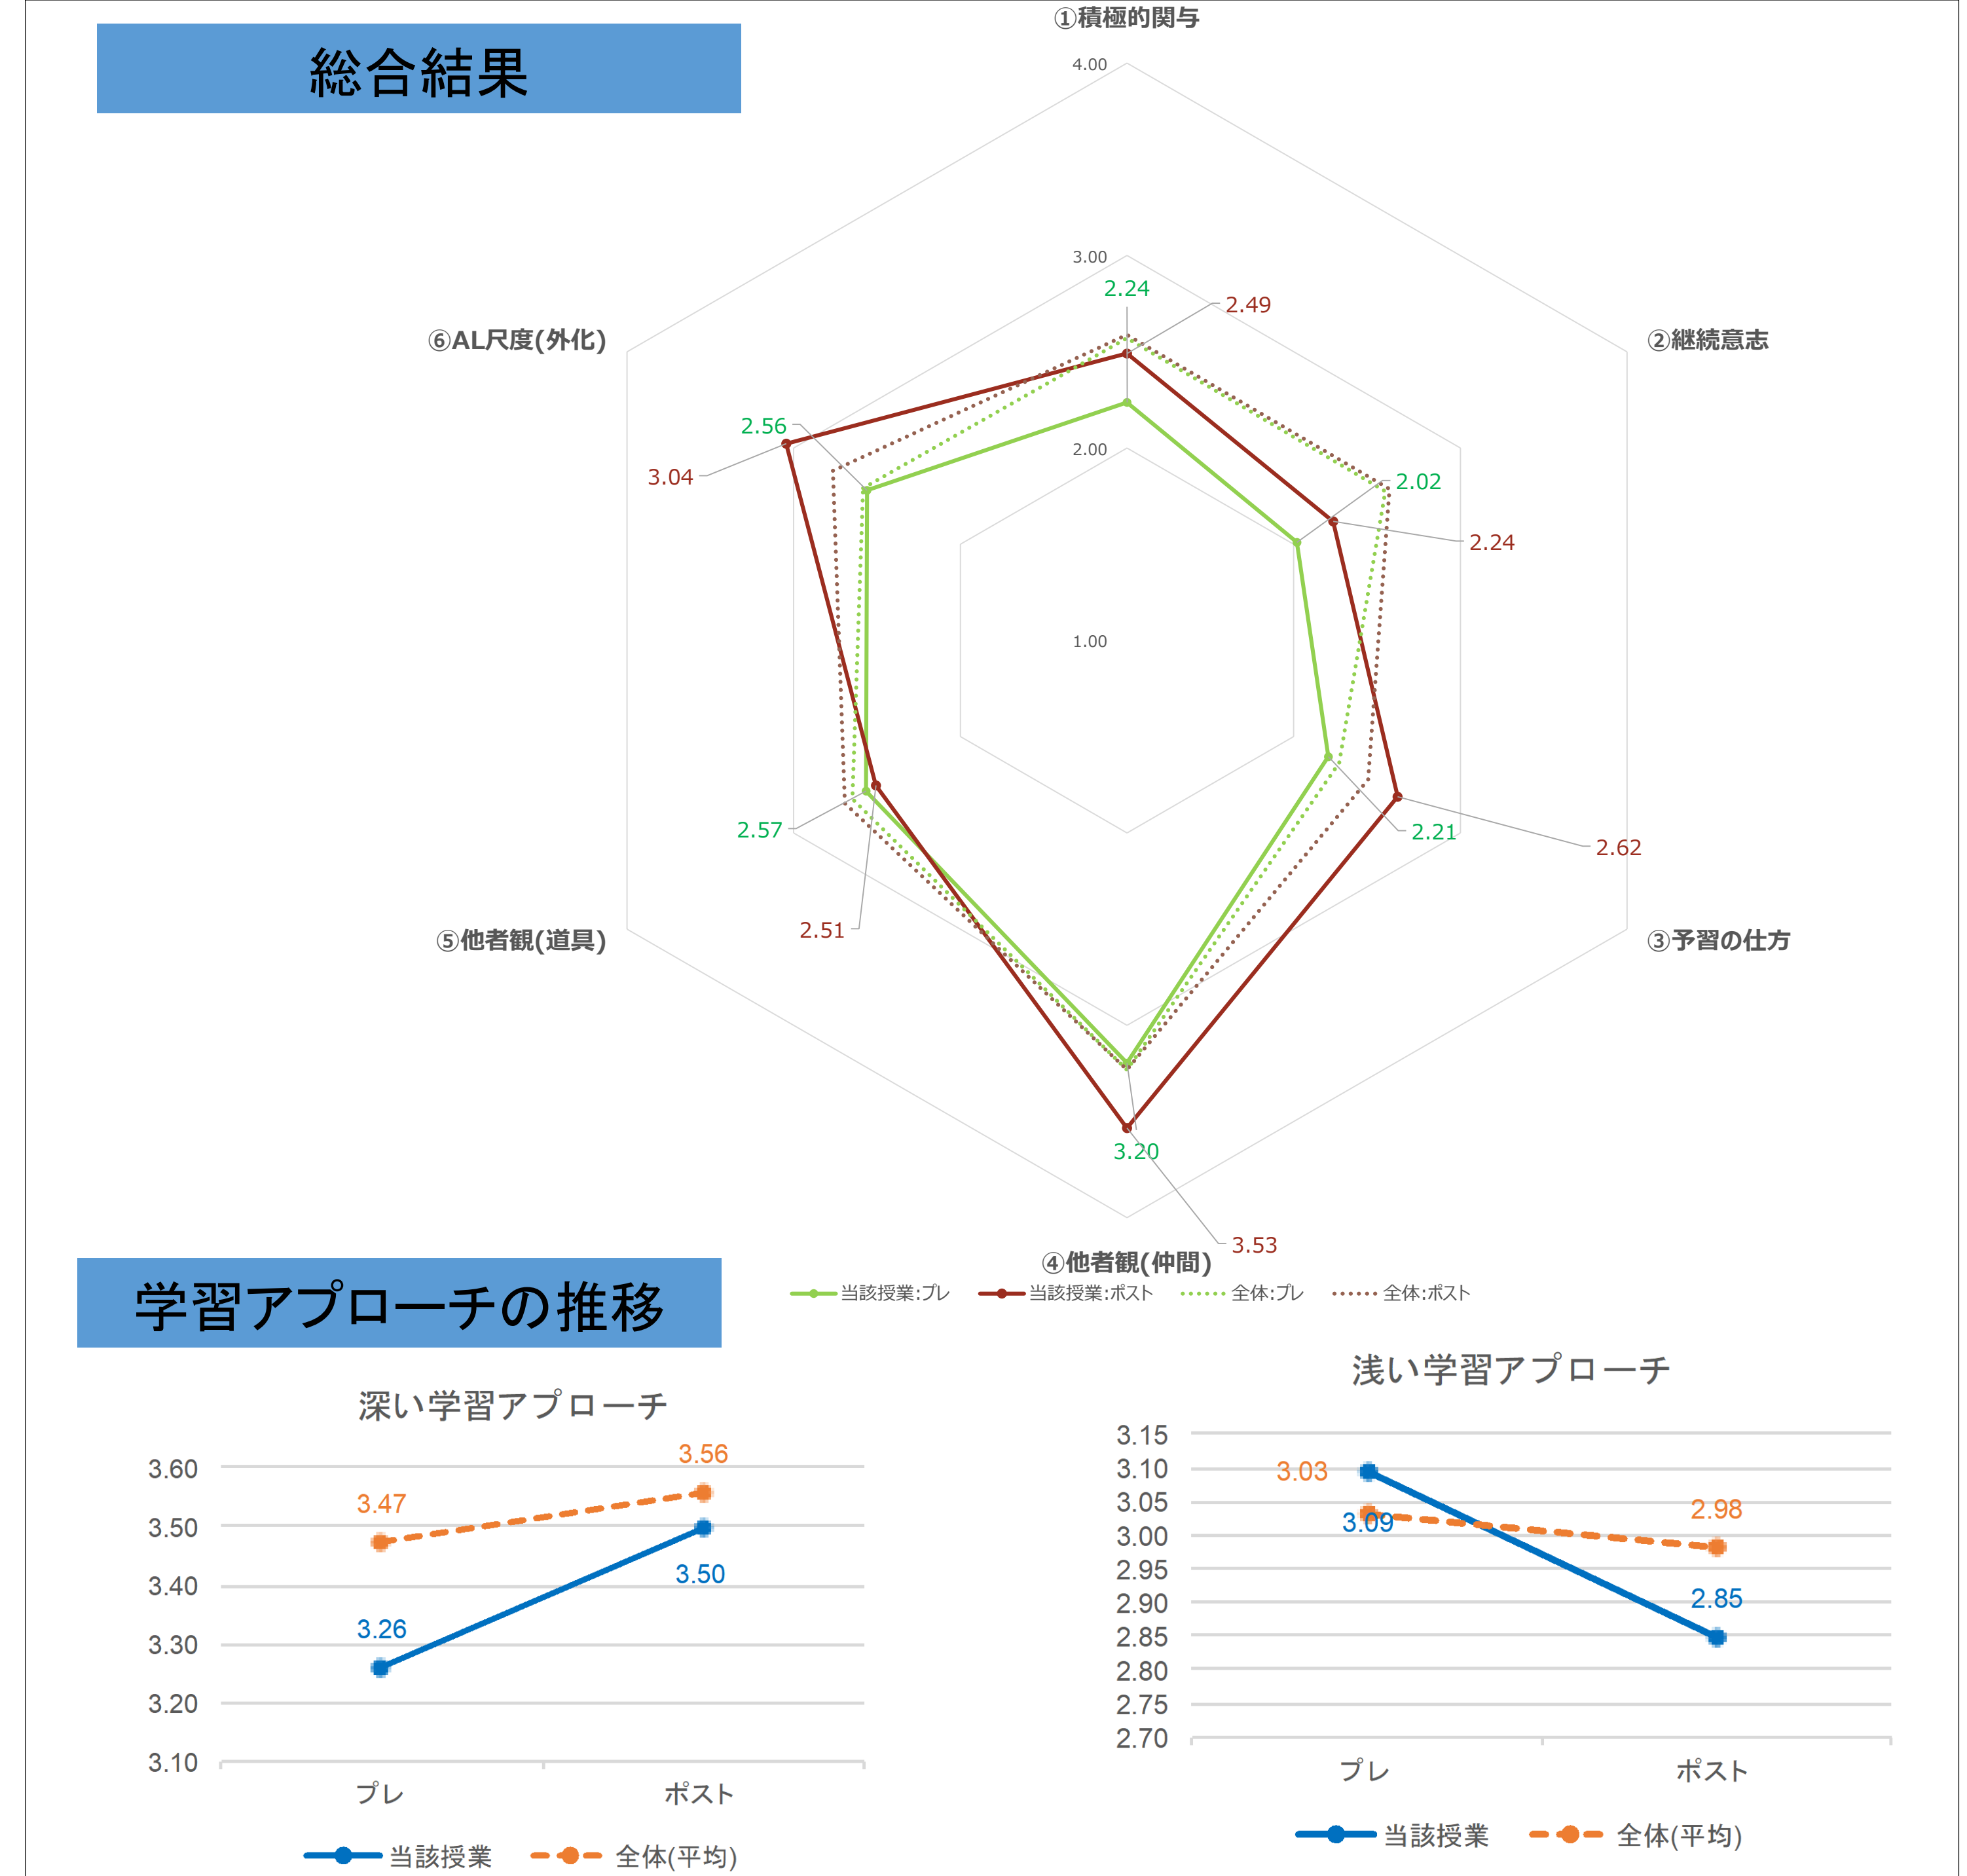 総合結果
①積極的関与
4.00
3.00
2.24
2.49
⑥AL尺度(外化)
②継続意志
2.56
2.00
3.04
2.02
2.24
1.00
2.57
2.21
2.62
2.51
⑤他者観(道具)
③予習の仕方
3.20
3.53
④他者観(仲間)
当該授業:プレ 当該授業:ポスト 全体:プレ 全体:ポスト
学習アプローチの推移
深い学習アプローチ
3.60
3.50
3.40
3.30
3.20
3.10
3.47
3.56
3.26
3.50
プレ ポスト
当該授業 全体(平均)
浅い学習アプローチ
3.15
3.10
3.05
3.00
2.95
2.90
2.85
2.80
2.75
2.70
3.03
3.09
2.98
2.85
プレ ポスト
当該授業 全体(平均)